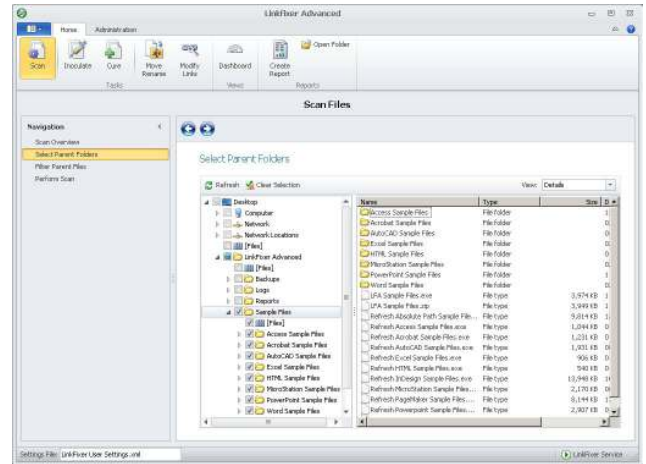 LinkFixer Advanced
Home Administration
Scan Inoculate Cure Move Rename Modify Links Dashboard Create Report Open Folder
Tasks Views Reports
Scan Files
Navigation
Scan Overview
Select Parent Folders
Filter Parent Files
Perform Scan
Select Parent Folders
Refresh Clear Selection View: Details
Desktop
Computer
Network
Network Locations
[Files]
LinkFixer Advanced
[Files]
Backups
Logs
Reports
Sample Files
[Files]
Access Sample Files
Acrobat Sample Files
AutoCAD Sample Files
Excel Sample Files
HTML Sample Files
MicroStation Sample Files
PowerPoint Sample Files
Word Sample Files
Name Type Size D
Access Sample Files File folder
Acrobat Sample Files File folder
AutoCAD Sample Files File folder
Excel Sample Files File folder
HTML Sample Files File folder
MicroStation Sample Files File folder
PowerPoint Sample Files File folder
Word Sample Files File folder
LFA Sample Files.exe File type 3,974 KB
LFA Sample Files.zip File type 3,949 KB
Refresh Absolute Path Sample File... File type 9,814 KB
Refresh Access Sample Files.exe File type 1,044 KB
Refresh Acrobat Sample Files.exe File type 1,231 KB
Refresh AutoCAD Sample Files.exe File type 1,931 KB
Refresh Excel Sample Files.exe File type 906 KB
Refresh HTML Sample Files.exe File type 540 KB
Refresh InDesign Sample Files.exe File type 13,948 KB
Refresh MicroStation Sample Files.... File type 2,170 KB
Refresh PageMaker Sample Files.... File type 8,144 KB
Refresh Powerpoint Sample Files.... File type 2,907 KB
Settings File: LinkFixer User Settings.xml LinkFixer Service